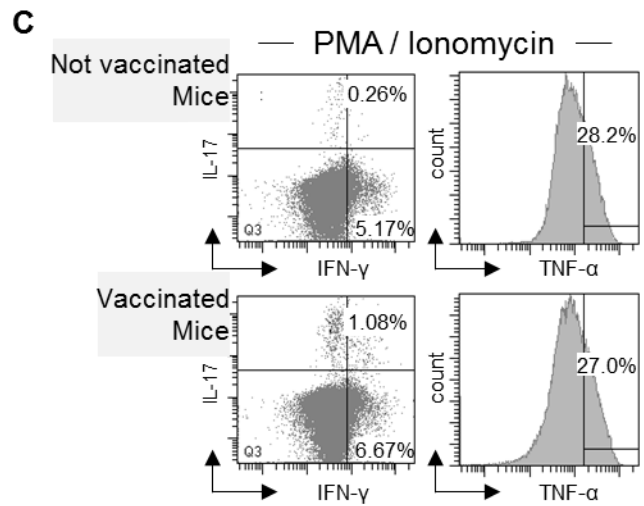 C
PMA / Ionomycin
Not vaccinated
Mice
IL-17
0.26%
Q3
5.17%
IFN-γ
count
28.2%
TNF-α
Vaccinated
Mice
IL-17
1.08%
Q3
6.67%
IFN-γ
count
27.0%
TNF-α